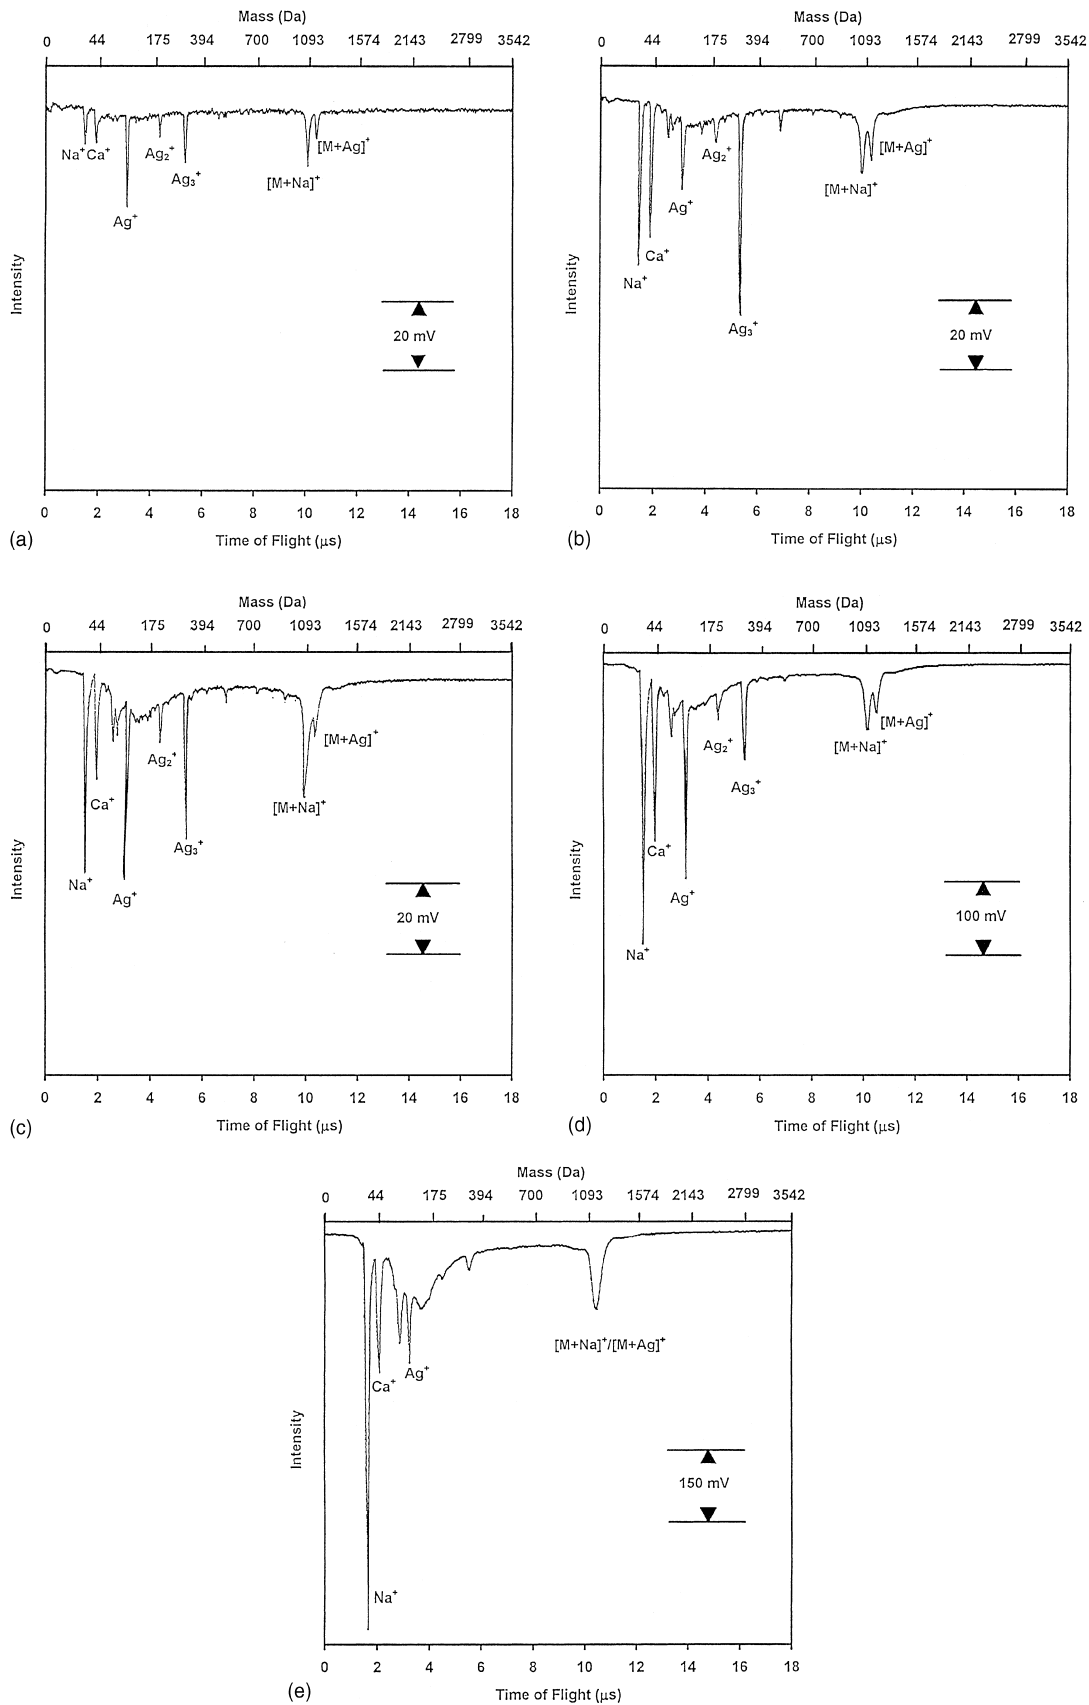 Mass (Da)
0 44 175 394 700 1093 1574 2143 2799 3542
Na⁺ Ca⁺
Ag⁺
Ag₂⁺
Ag₃⁺
[M+Na]⁺
[M+Ag]⁺
Intensity
20 mV
0 2 4 6 8 10 12 14 16 18
(a)
Time of Flight (μs)
Mass (Da)
0 44 175 394 700 1093 1574 2143 2799 3542
Na⁺
Ca⁺
Ag⁺
Ag₂⁺
Ag₃⁺
[M+Na]⁺
[M+Ag]⁺
Intensity
20 mV
0 2 4 6 8 10 12 14 16 18
(b)
Time of Flight (μs)
Mass (Da)
0 44 175 394 700 1093 1574 2143 2799 3542
Na⁺
Ca⁺
Ag⁺
Ag₂⁺
Ag₃⁺
[M+Na]⁺
[M+Ag]⁺
Intensity
20 mV
0 2 4 6 8 10 12 14 16 18
(c)
Time of Flight (μs)
Mass (Da)
0 44 175 394 700 1093 1574 2143 2799 3542
Na⁺
Ca⁺
Ag⁺
Ag₂⁺
Ag₃⁺
[M+Na]⁺
[M+Ag]⁺
Intensity
100 mV
0 2 4 6 8 10 12 14 16 18
(d)
Time of Flight (μs)
Mass (Da)
0 44 175 394 700 1093 1574 2143 2799 3542
Na⁺
Ca⁺
Ag⁺
[M+Na]⁺/[M+Ag]⁺
Intensity
150 mV
0 2 4 6 8 10 12 14 16 18
(e)
Time of Flight (μs)